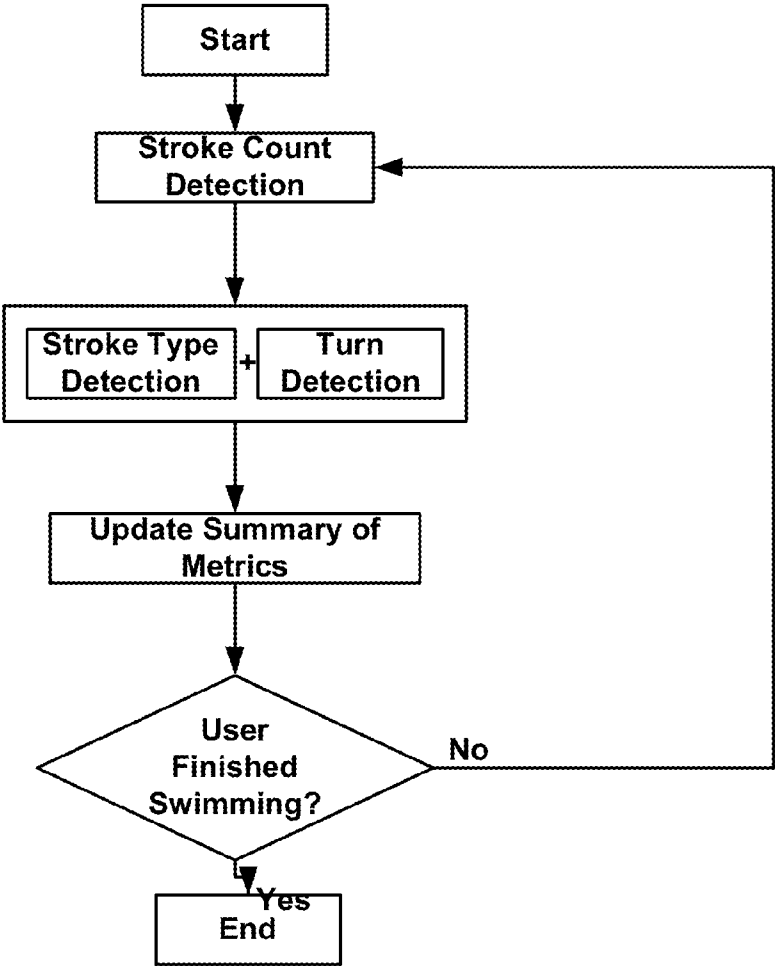 Start
Stroke Count
Detection
Stroke Type
Detection
+
Turn
Detection
Update Summary of
Metrics
User
Finished
Swimming?
No
Yes
End